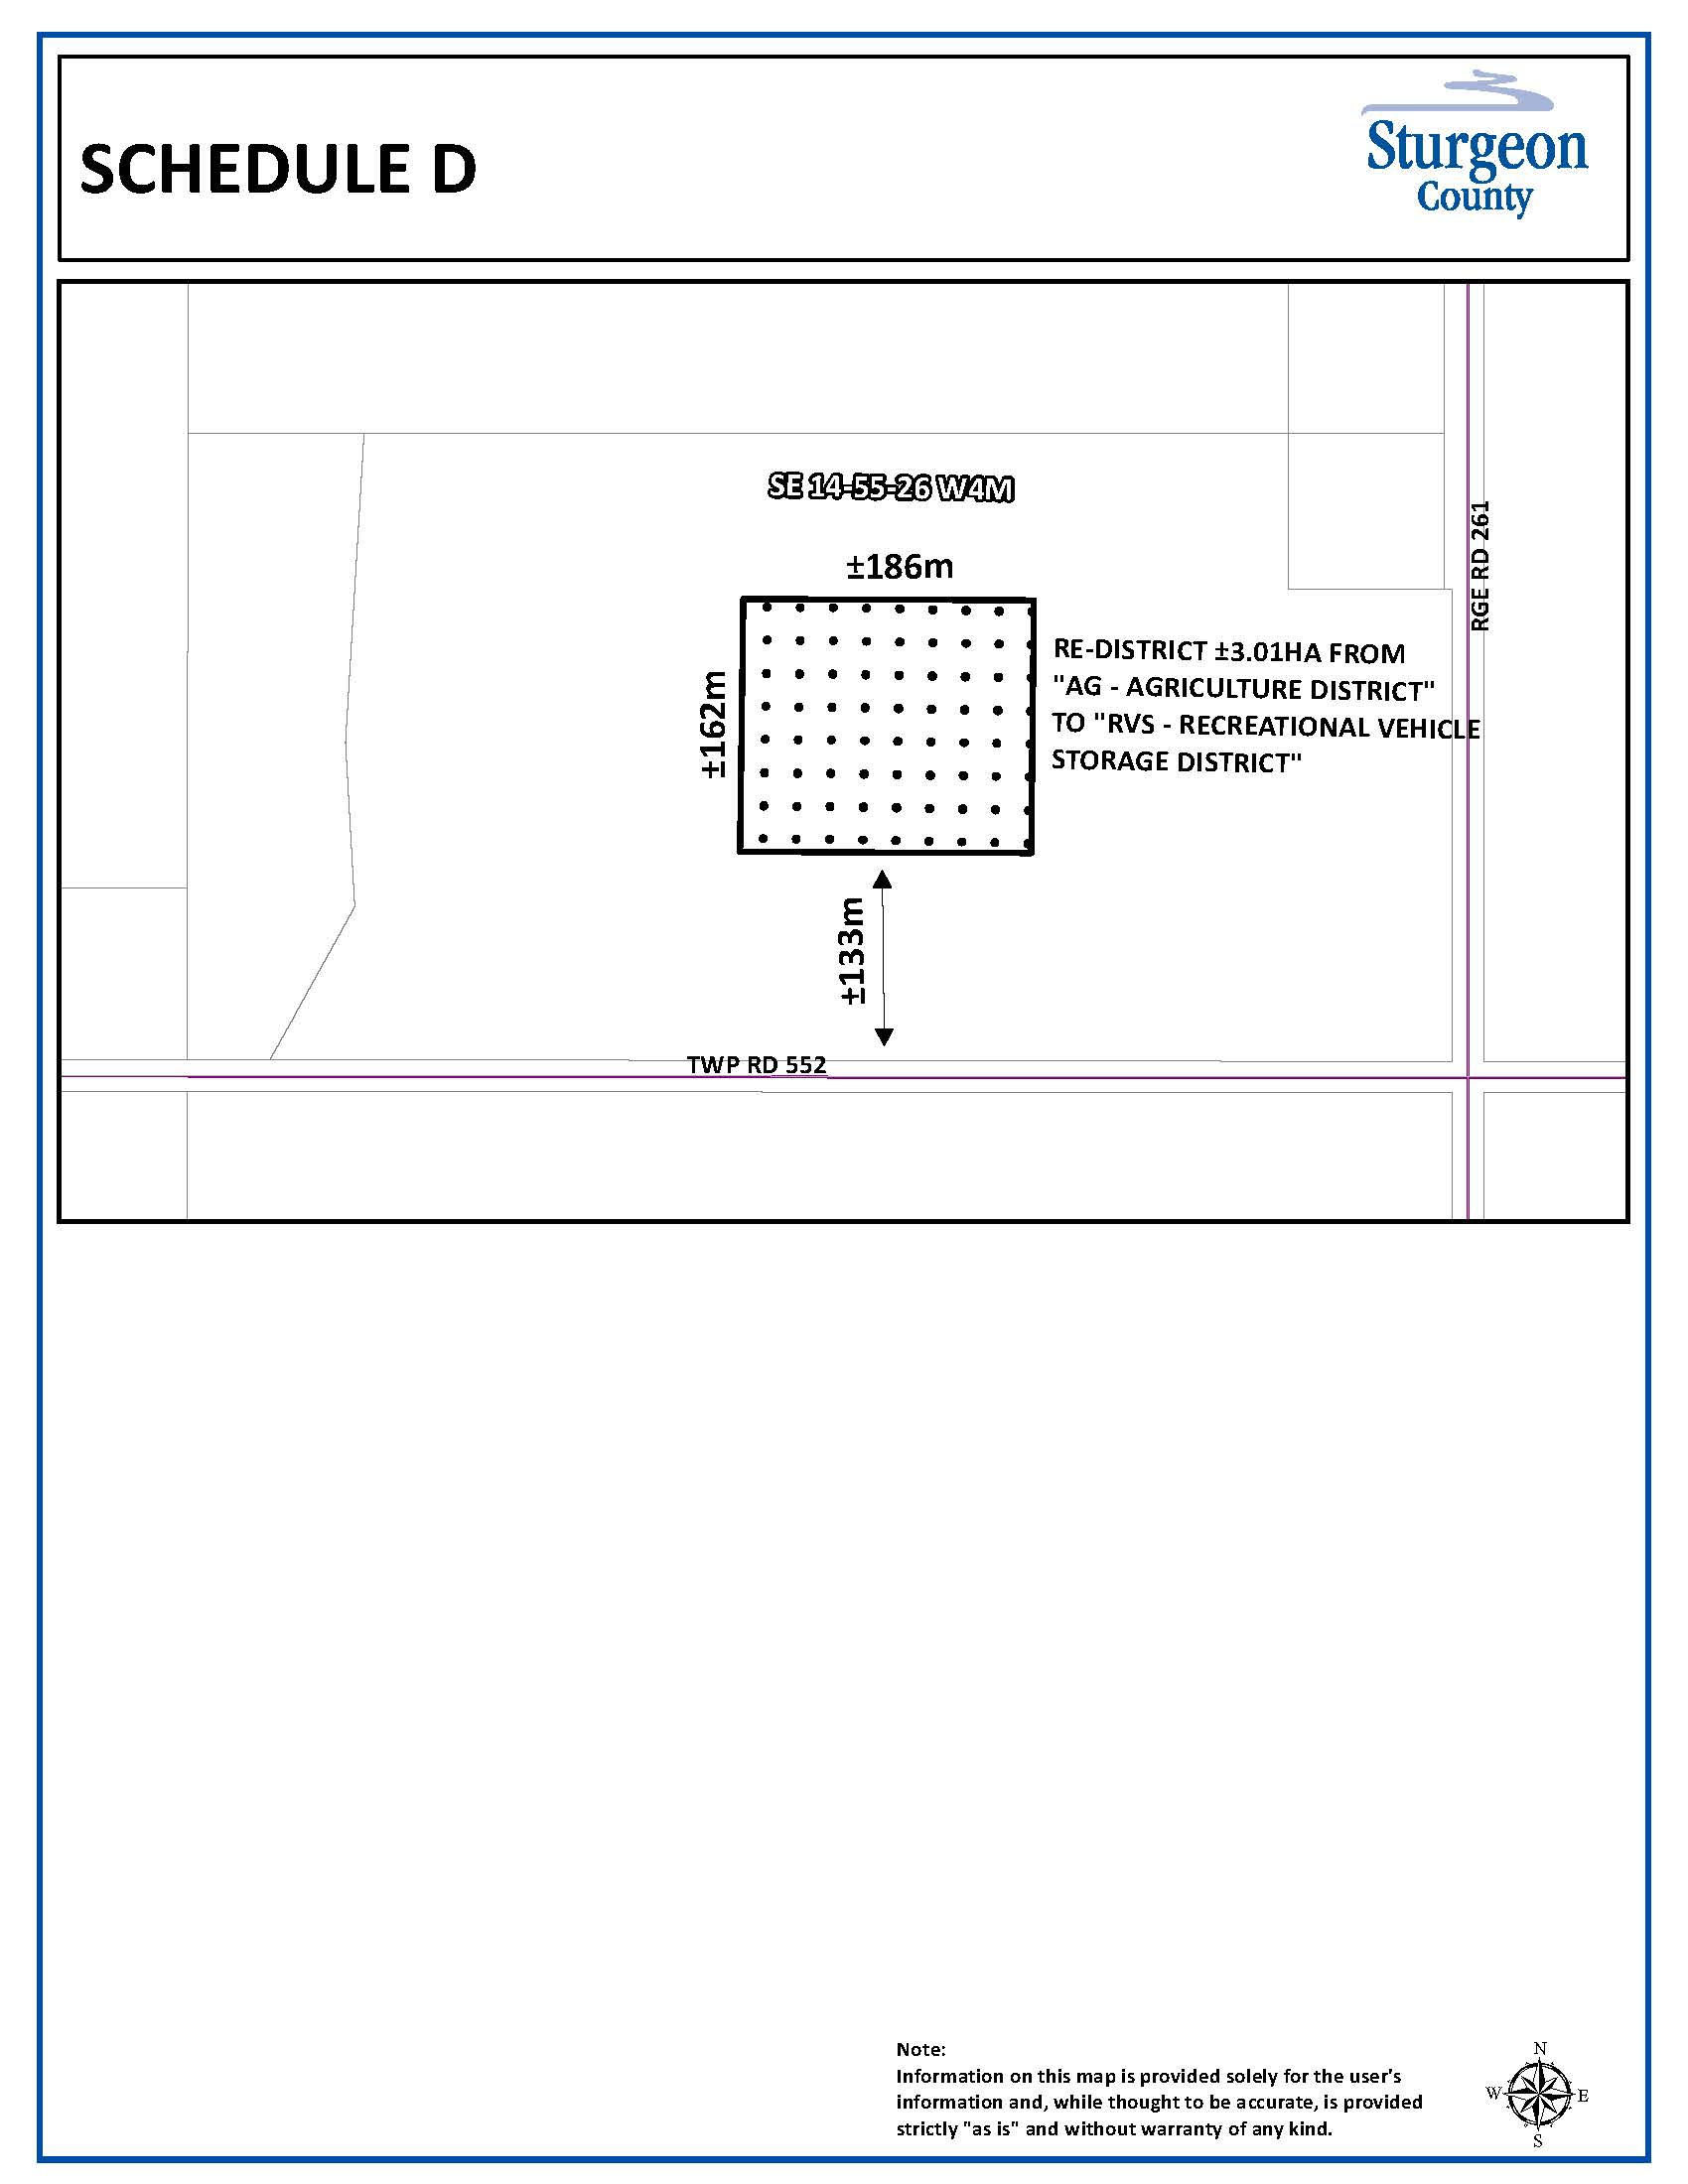 SCHEDULE D
Sturgeon
County
SE 14-55-26 W4M
±186m
RGE RD 261
RE-DISTRICT ±3.01HA FROM
"AG - AGRICULTURE DISTRICT"
TO "RVS - RECREATIONAL VEHICLE
STORAGE DISTRICT"
±162m
±133m
TWP RD 552
Note:
Information on this map is provided solely for the user's
information and, while thought to be accurate, is provided
strictly "as is" and without warranty of any kind.
N
W
E
S